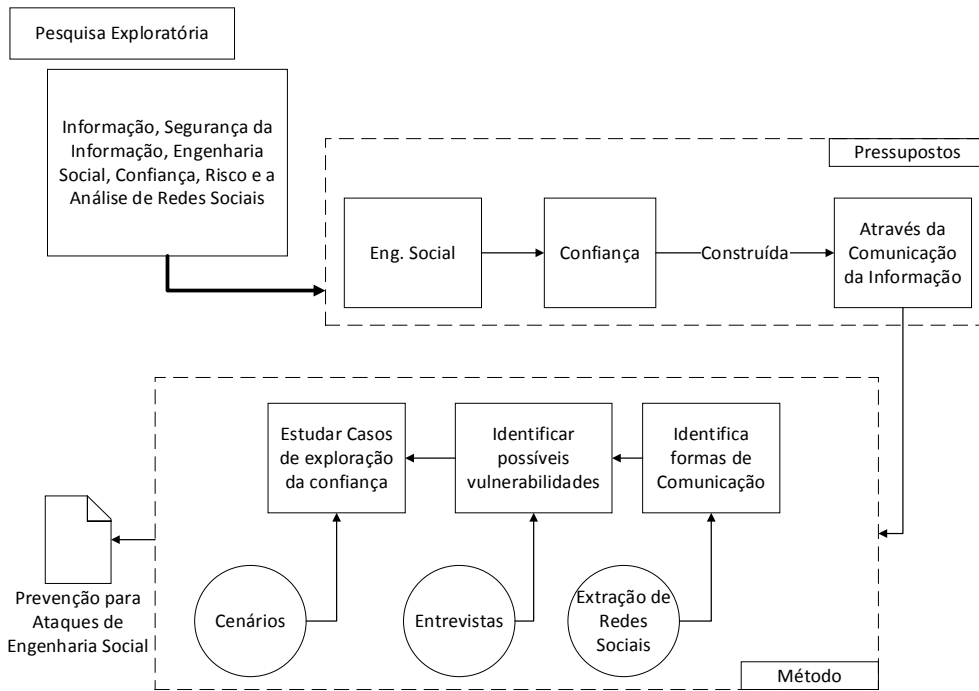 Pesquisa Exploratória
Informação, Segurança da
Informação, Engenharia
Social, Confiança, Risco e a
Análise de Redes Sociais
Pressupostos
Eng. Social
Confiança
Construída
Através da
Comunicação
da Informação
Estudar Casos
de exploração
da confiança
Identificar
possíveis
vulnerabilidades
Identifica
formas de
Comunicação
Prevenção para
Ataques de
Engenharia Social
Cenários
Entrevistas
Extração de
Redes
Sociais
Método